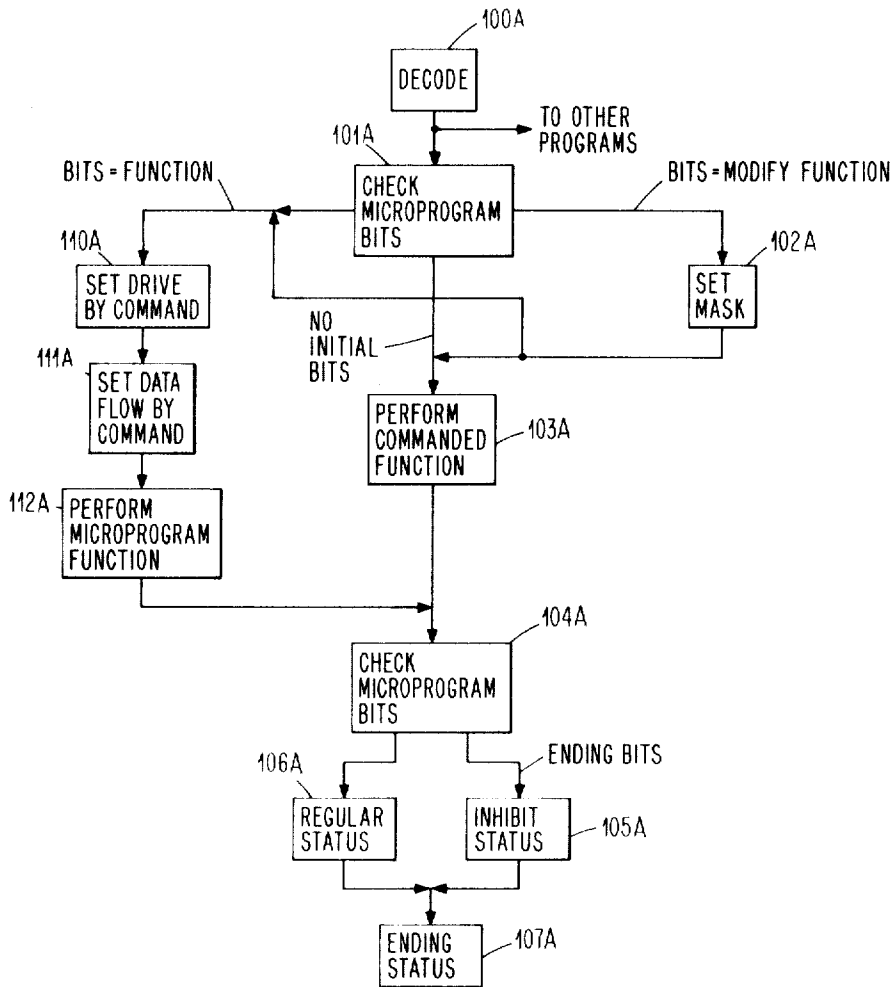 100A
DECODE
TO OTHER
PROGRAMS
101A
BITS = FUNCTION
CHECK
MICROPROGRAM
BITS
BITS = MODIFY FUNCTION
110A
102A
SET DRIVE
BY COMMAND
SET
MASK
NO
INITIAL
BITS
111A
SET DATA
FLOW BY
COMMAND
PERFORM
COMMANDED
FUNCTION
103A
112A
PERFORM
MICROPROGRAM
FUNCTION
104A
CHECK
MICROPROGRAM
BITS
ENDING BITS
106A
REGULAR
STATUS
INHIBIT
STATUS
105A
ENDING
STATUS
107A